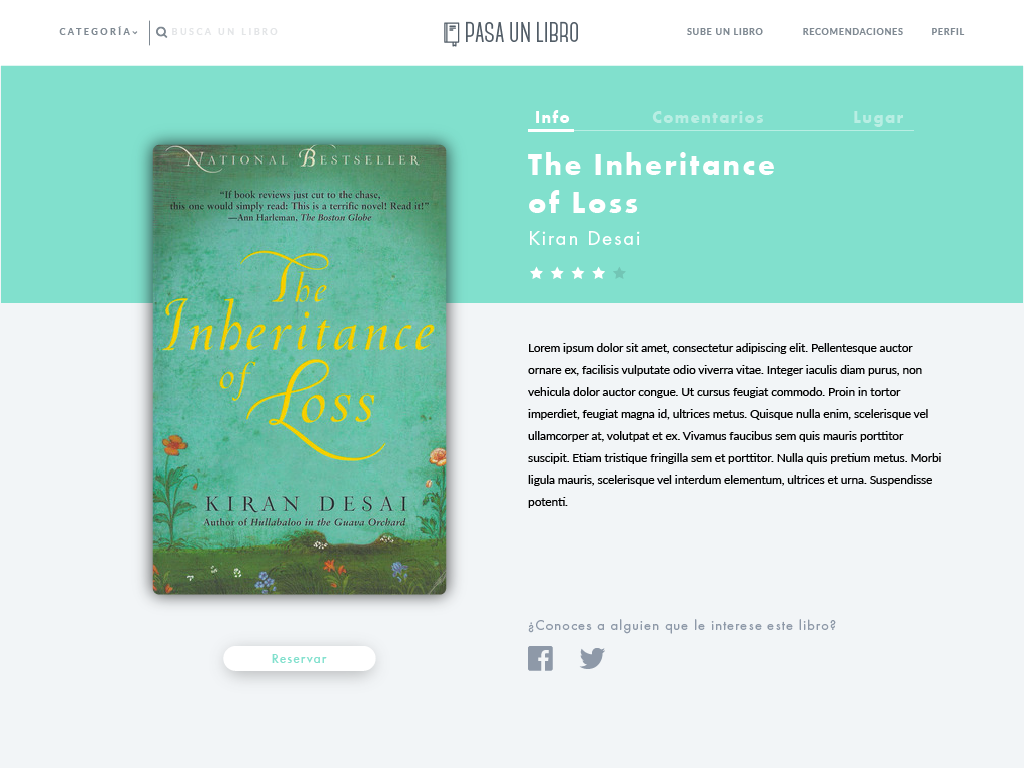 CATEGORÍA
BUSCA UN LIBRO
PASA UN LIBRO
SUBE UN LIBRO
RECOMENDACIONES
PERFIL
Info
Comentarios
Lugar
The Inheritance
of Loss
Kiran Desai
NATIONAL BESTSELLER
“If book reviews just cut to the chase,
this one would simply read: This is a terrific novel! Read it!”
—Ann Harleman, The Boston Globe
The
Inheritance
of Loss
KIRAN DESAI
Author of Hullabaloo in the Guava Orchard
Lorem ipsum dolor sit amet, consectetur adipiscing elit. Pellentesque auctor
ornare ex, facilisis vulputate odio viverra vitae. Integer iaculis diam purus, non
vehicula dolor auctor congue. Ut cursus feugiat commodo. Proin in tortor
imperdiet, feugiat magna id, ultrices metus. Quisque nulla enim, scelerisque vel
ullamcorper at, volutpat et ex. Vivamus faucibus sem quis mauris porttitor
suscipit. Etiam tristique fringilla sem et porttitor. Nulla quis pretium metus. Morbi
ligula mauris, scelerisque vel interdum elementum, ultrices et urna. Suspendisse
potenti.
¿Conoces a alguien que le interese este libro?
Reservar